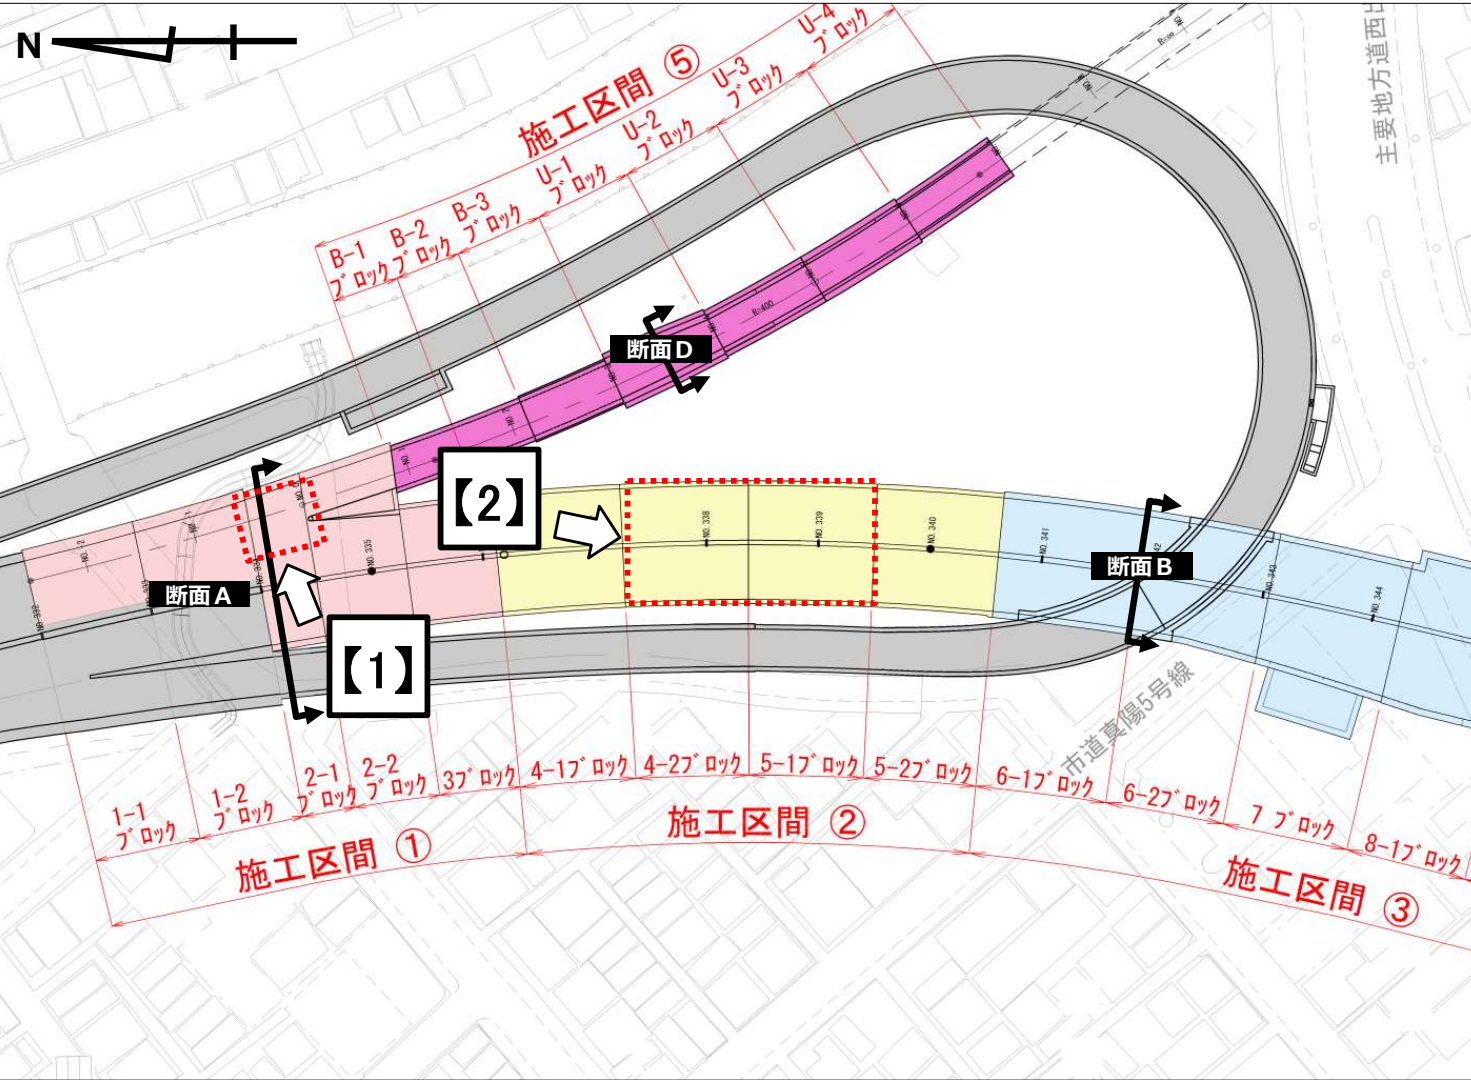 N
施工区間 ⑤
U-4
ブロック
U-3
ブロック
U-2
ブロック
U-1
ブロック
B-3
ブロック
B-2
ブロック
B-1
ブロック
主要地方道西出
R=∞
R=400
断面D
【2】
断面A
【1】
断面B
NO.335
NO.338
NO.339
NO.340
NO.341
NO.343
NO.344
市道真陽5号線
1-1
ブロック
1-2
ブロック
2-1
ブロック
2-2
ブロック
3ブロック
4-1ブロック
4-2ブロック
5-1ブロック
5-2ブロック
6-1ブロック
6-2ブロック
7 ブロック
8-1ブロック
施工区間 ①
施工区間 ②
施工区間 ③